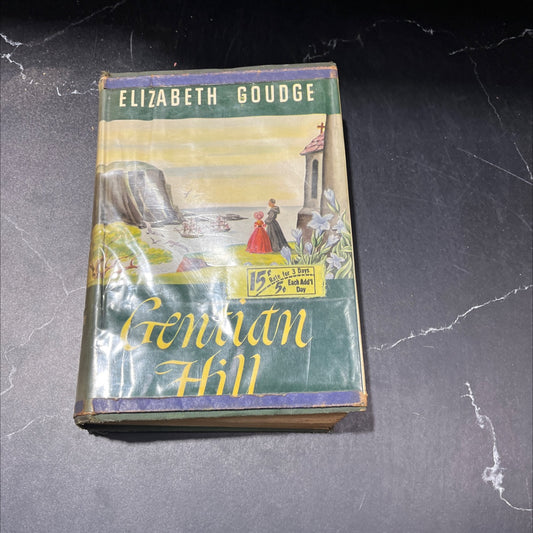 ELIZABETH GOUDGE
15¢ Rate for 3 Days
5¢ Each Add'l
Day
Gentian
Hill